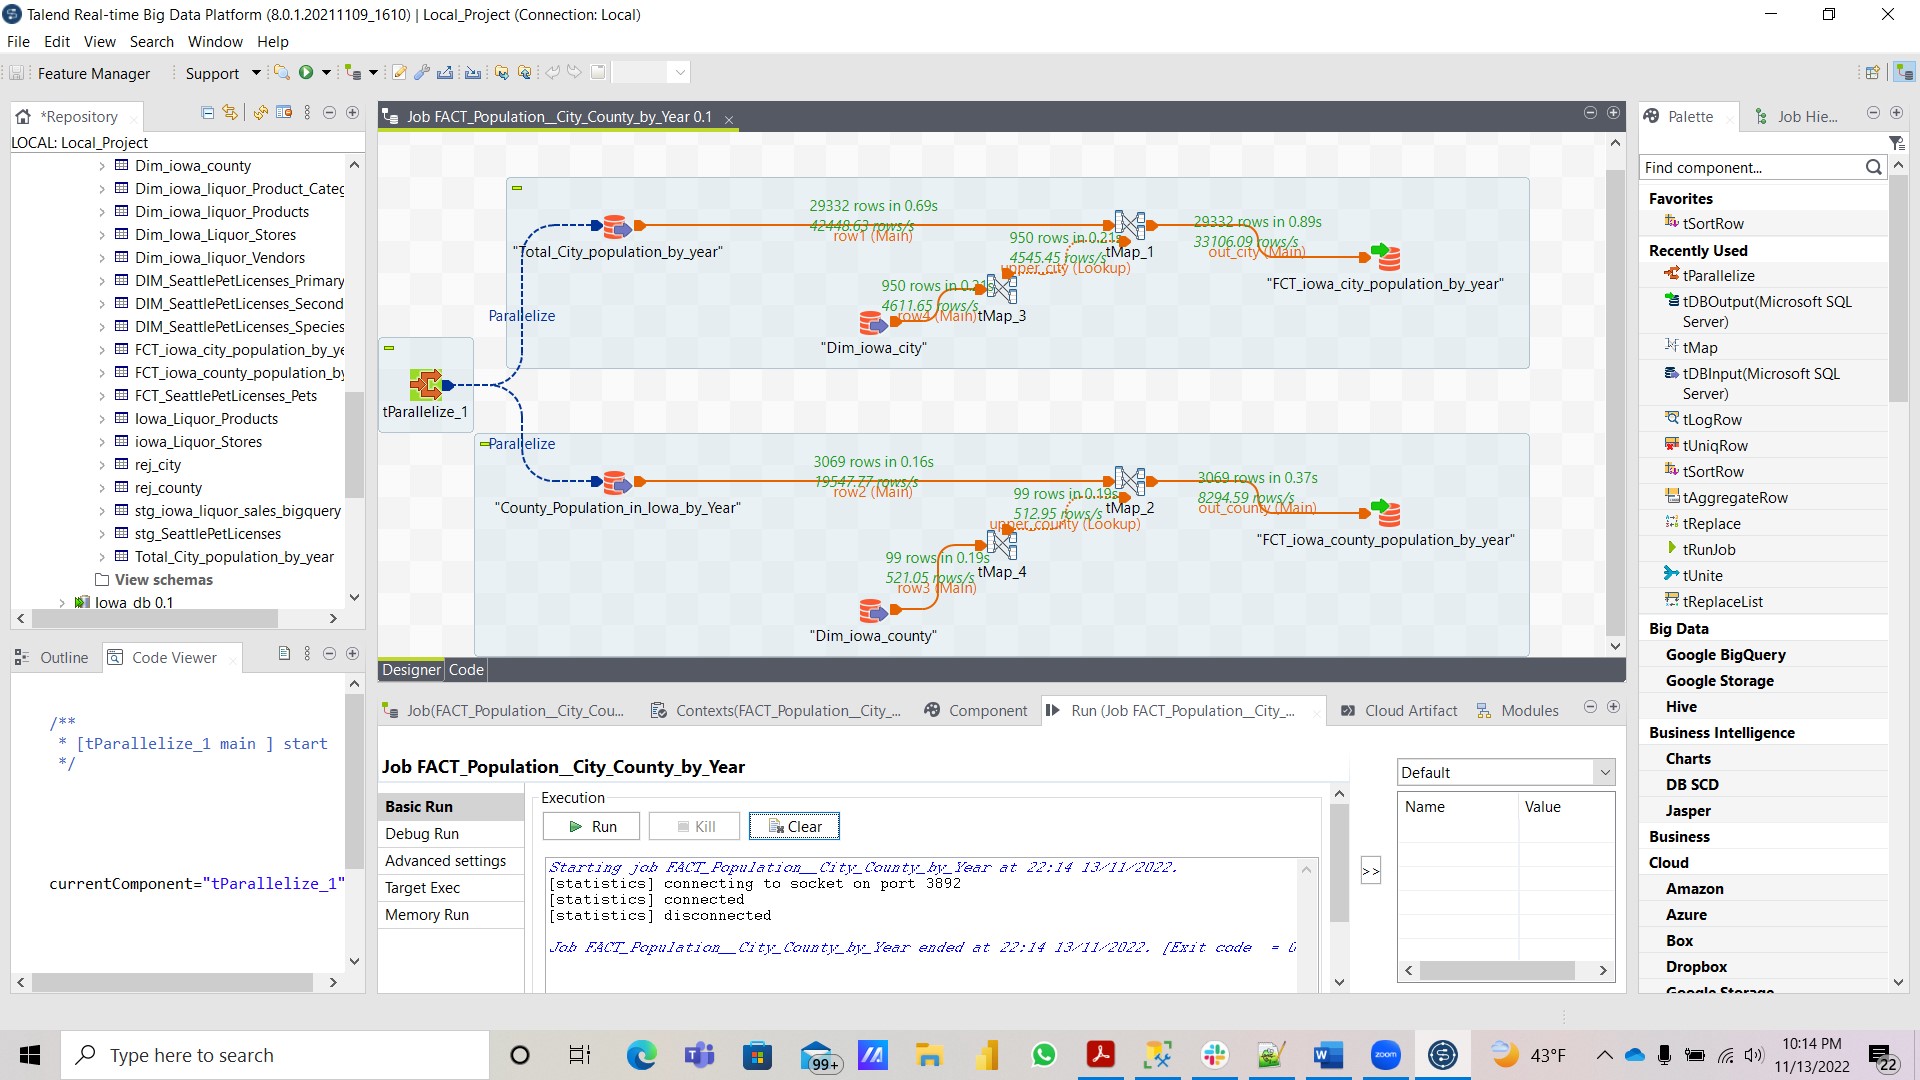 Talend Real-time Big Data Platform (8.0.1.20211109_1610) | Local_Project (Connection: Local)
File Edit View Search Window Help
Feature Manager Support
*Repository
LOCAL: Local_Project
Dim_iowa_county
Dim_iowa_liquor_Product_Categ
Dim_iowa_liquor_Products
Dim_Iowa_Liquor_Stores
Dim_iowa_liquor_Vendors
DIM_SeattlePetLicenses_Primary
DIM_SeattlePetLicenses_Second
DIM_SeattlePetLicenses_Species
FCT_iowa_city_population_by_ye
FCT_iowa_county_population_by
FCT_SeattlePetLicenses_Pets
Iowa_Liquor_Products
iowa_Liquor_Stores
rej_city
rej_county
stg_iowa_liquor_sales_bigquery
stg_SeattlePetLicenses
Total_City_population_by_year
View schemas
Iowa_db 0.1
Outline Code Viewer
/**
* [tParallelize_1 main ] start
*/
currentComponent="tParallelize_1"
Job FACT_Population__City_County_by_Year 0.1
29332 rows in 0.69s
42448.63 rows/s
row1 (Main)
"Total_City_population_by_year"
950 rows in 0.21s
4545.45 rows/s
upper_city (Lookup)
tMap_1
29332 rows in 0.89s
33106.09 rows/s
out_city (Main)
"FCT_iowa_city_population_by_year"
950 rows in 0.21s
4611.65 rows/s
row4 (Main)
tMap_3
"Dim_iowa_city"
Parallelize
tParallelize_1
Parallelize
3069 rows in 0.16s
19547.77 rows/s
row2 (Main)
"County_Population_in_Iowa_by_Year"
99 rows in 0.19s
512.95 rows/s
upper_county (Lookup)
tMap_2
3069 rows in 0.37s
8294.59 rows/s
out_county (Main)
"FCT_iowa_county_population_by_year"
99 rows in 0.19s
521.05 rows/s
row3 (Main)
tMap_4
"Dim_iowa_county"
Designer Code
Job(FACT_Population__City_Cou... Contexts(FACT_Population__City_... Component Run (Job FACT_Population__City_... Cloud Artifact Modules
Job FACT_Population__City_County_by_Year
Basic Run
Debug Run
Advanced settings
Target Exec
Memory Run
Execution
Run Kill Clear
Starting job FACT_Population__City_County_by_Year at 22:14 13/11/2022.
[statistics] connecting to socket on port 3892
[statistics] connected
[statistics] disconnected
Job FACT_Population__City_County_by_Year ended at 22:14 13/11/2022. [Exit code = 0
>>
Default
Name Value
Palette Job Hie...
Find component...
Favorites
tSortRow
Recently Used
tParallelize
tDBOutput(Microsoft SQL
Server)
tMap
tDBInput(Microsoft SQL
Server)
tLogRow
tUniqRow
tSortRow
tAggregateRow
tReplace
tRunJob
tUnite
tReplaceList
Big Data
Google BigQuery
Google Storage
Hive
Business Intelligence
Charts
DB SCD
Jasper
Business
Cloud
Amazon
Azure
Box
Dropbox
Google Storage
Type here to search
99+
zoom
43°F
10:14 PM
11/13/2022
22